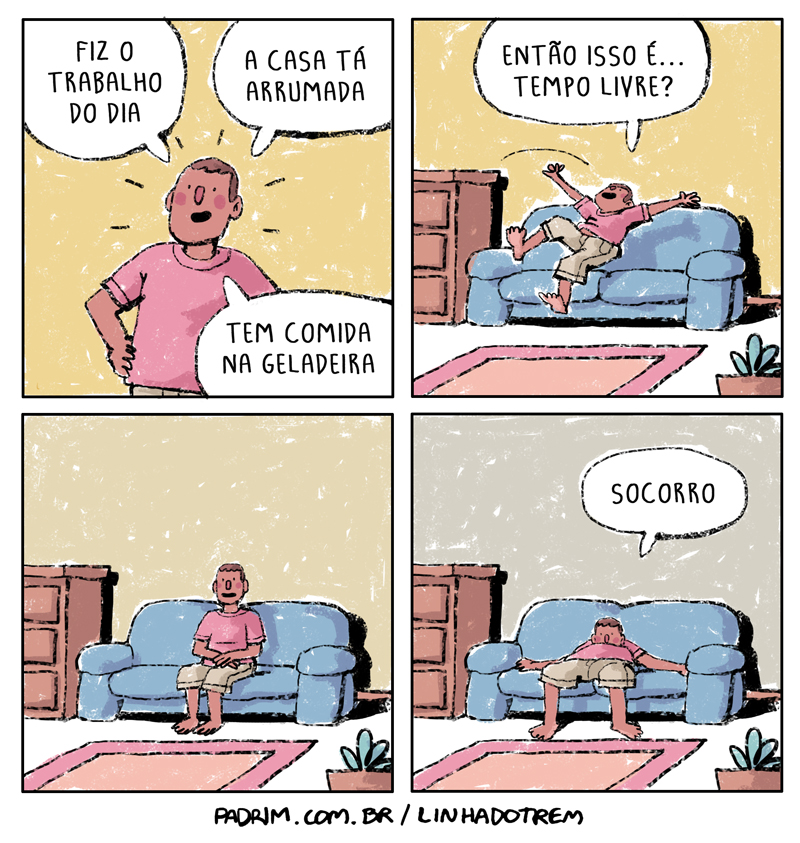 FIZ O
TRABALHO
DO DIA
A CASA TÁ
ARRUMADA
TEM COMIDA
NA GELADEIRA
ENTÃO ISSO É...
TEMPO LIVRE?
SOCORRO
PADRIM.COM.BR / LINHADOTREM